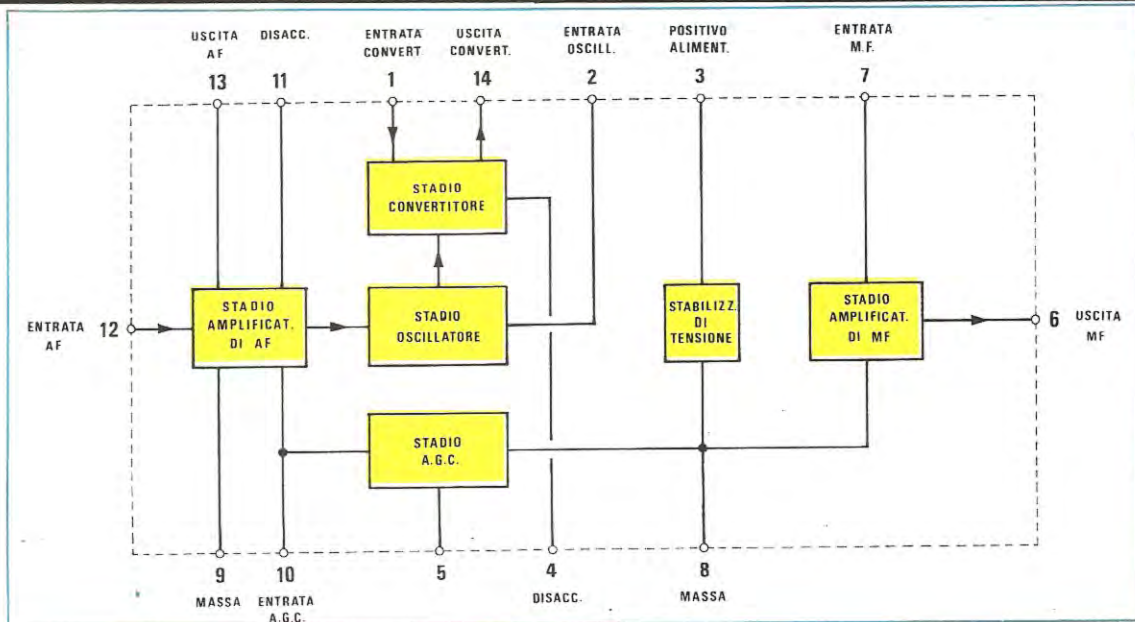 USCITA
AF
13
DISACC.
11
ENTRATA
CONVERT.
1
USCITA
CONVERT.
14
ENTRATA
OSCILL.
2
POSITIVO
ALIMENT.
3
ENTRATA
M.F.
7
STADIO
CONVERTITORE
ENTRATA
AF
12
STADIO
AMPLIFICAT.
DI AF
STADIO
OSCILLATORE
STABILIZZ.
DI
TENSIONE
STADIO
AMPLIFICAT.
DI MF
6
USCITA
MF
STADIO
A.G.C.
9
MASSA
10
ENTRATA
A.G.C.
5
4
DISACC.
8
MASSA